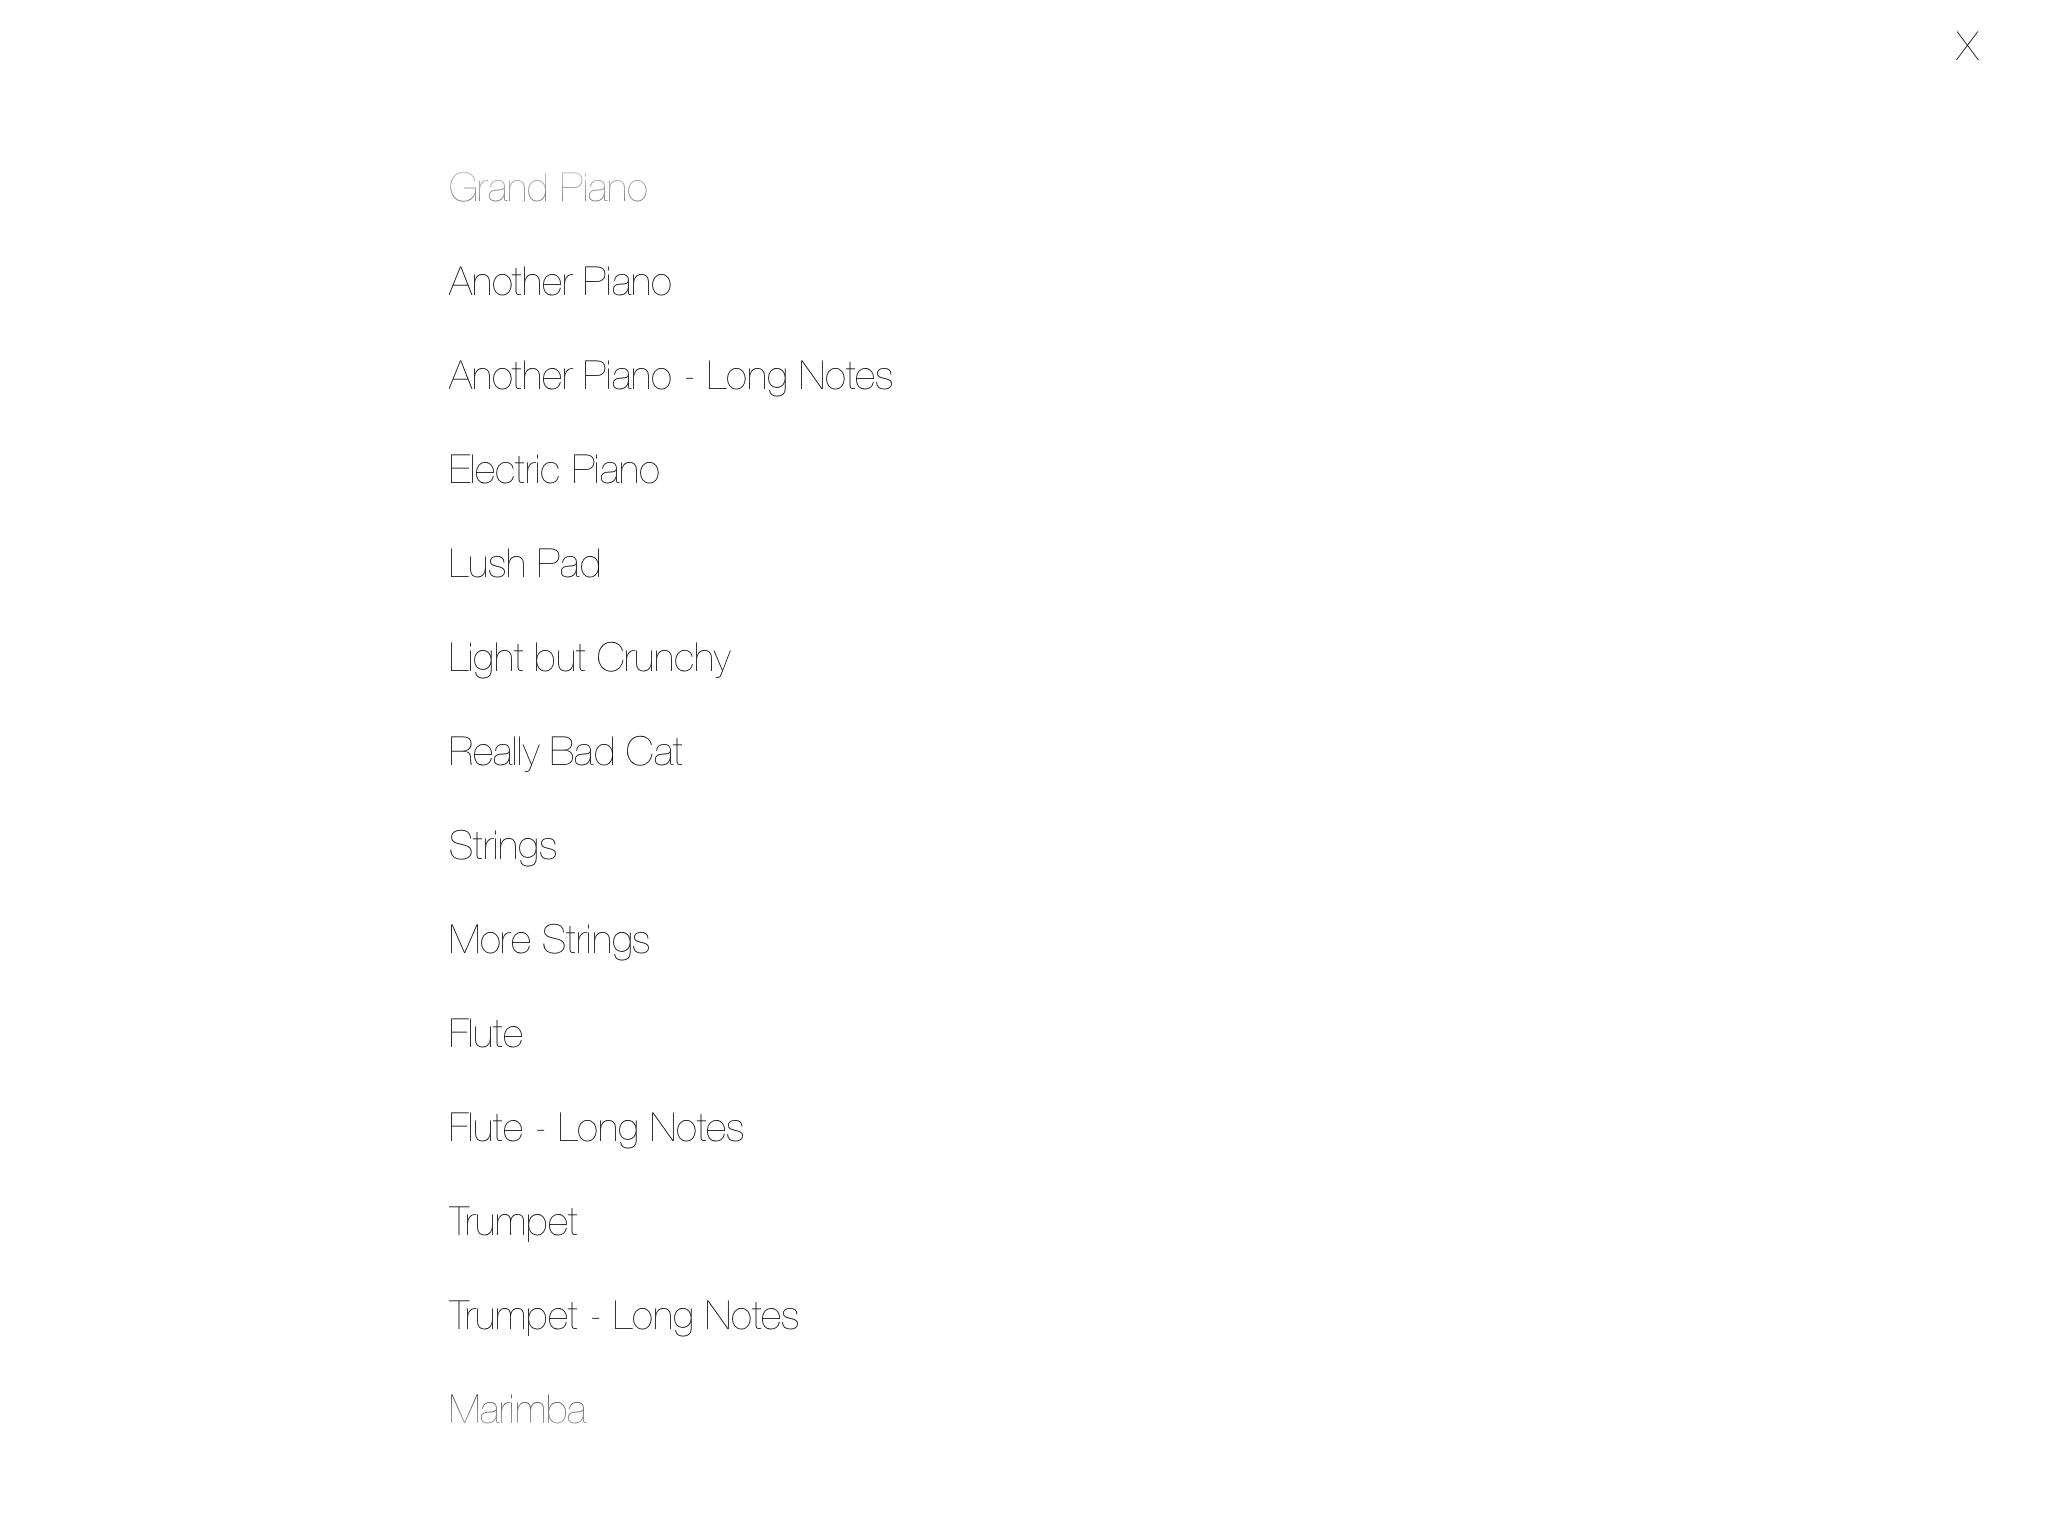 X
Grand Piano
Another Piano
Another Piano - Long Notes
Electric Piano
Lush Pad
Light but Crunchy
Really Bad Cat
Strings
More Strings
Flute
Flute - Long Notes
Trumpet
Trumpet - Long Notes
Marimba